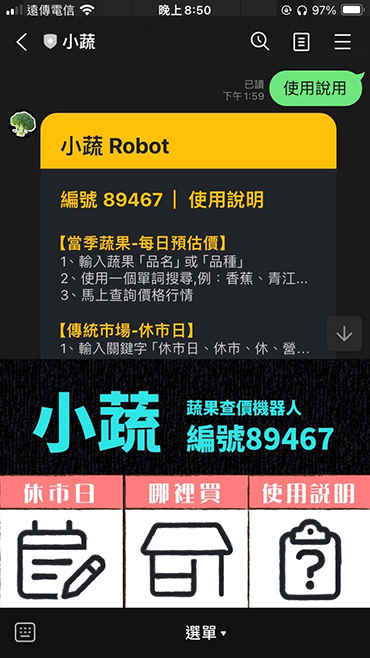 遠傳電信 晚上8:50 97%
小蔬
已讀
下午1:59
使用說用
小蔬 Robot
編號 89467｜ 使用說明
【當季蔬果-每日預估價】
1、輸入蔬果「品名」或「品種」
2、使用一個單詞搜尋,例：香蕉、青江...
3、馬上查詢價格行情
【傳統市場-休市日】
1、輸入關鍵字「休市日、休市、休、營...
小蔬
蔬果查價機器人
編號89467
休市日 哪裡買 使用説明
?
選單▼